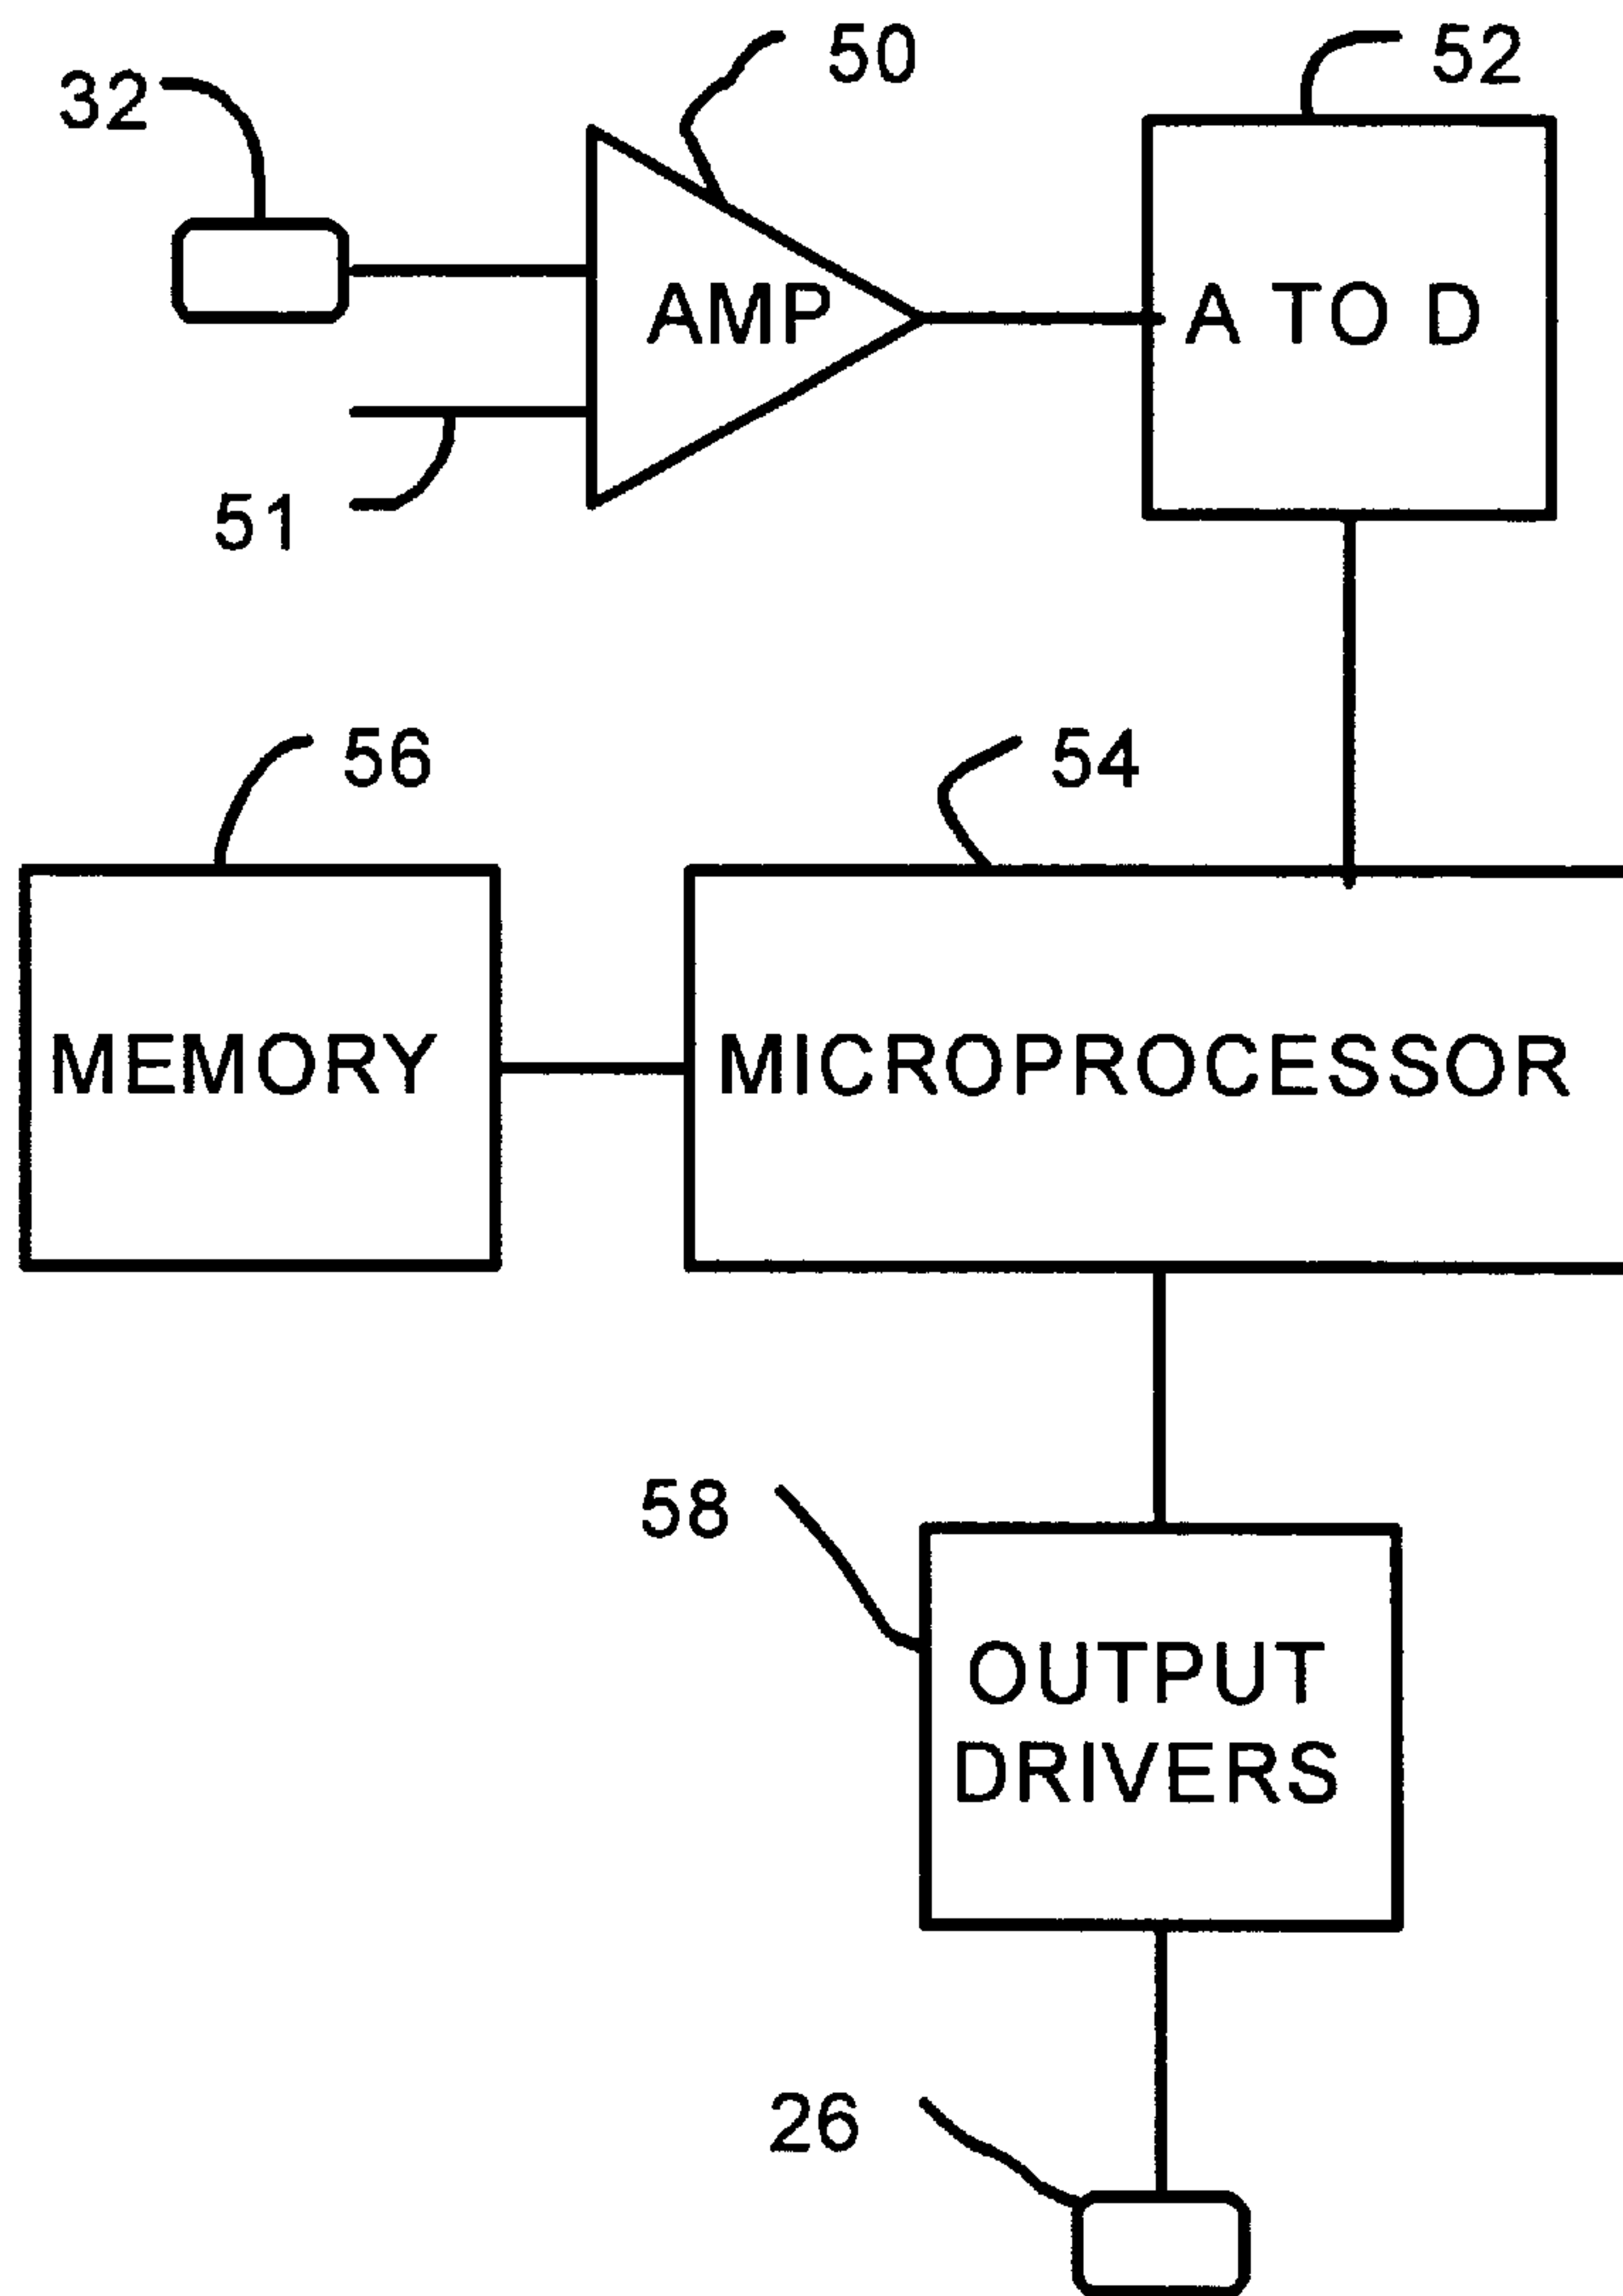 50
52
32
AMP
A TO D
51
56
54
MEMORY
MICROPROCESSOR
58
OUTPUT
DRIVERS
26